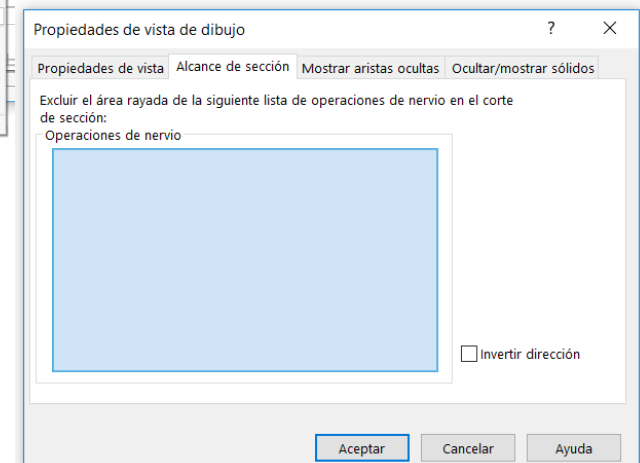 Propiedades de vista de dibujo
?
Propiedades de vista Alcance de sección Mostrar aristas ocultas Ocultar/mostrar sólidos
Excluir el área rayada de la siguiente lista de operaciones de nervio en el corte
de sección:
Operaciones de nervio
Invertir dirección
Aceptar Cancelar Ayuda